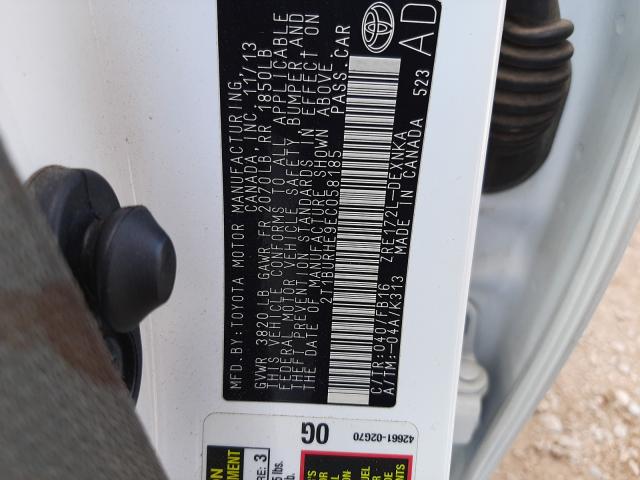 MFD.BY:TOYOTA MOTOR MANUFACTURING
CANADA INC. 11/13
GVWR 3820LB GAWR FR 2070LB RR 1850LB
THIS VEHICLE CONFORMS TO ALL APPLICABLE
FEDERAL MOTOR VEHICLE SAFETY BUMPER AND
THEFT PREVENTION STANDARDS IN EFFECT ON
THE DATE OF MANUFACTURE SHOWN ABOVE.
2T1BURHE9EC058185 PASS.CAR
C/TR:040/FB16 ZRE172L-DEXNKA
A/TM:-04A/K313 MADE IN CANADA 523
AD
0G
42661-02G70